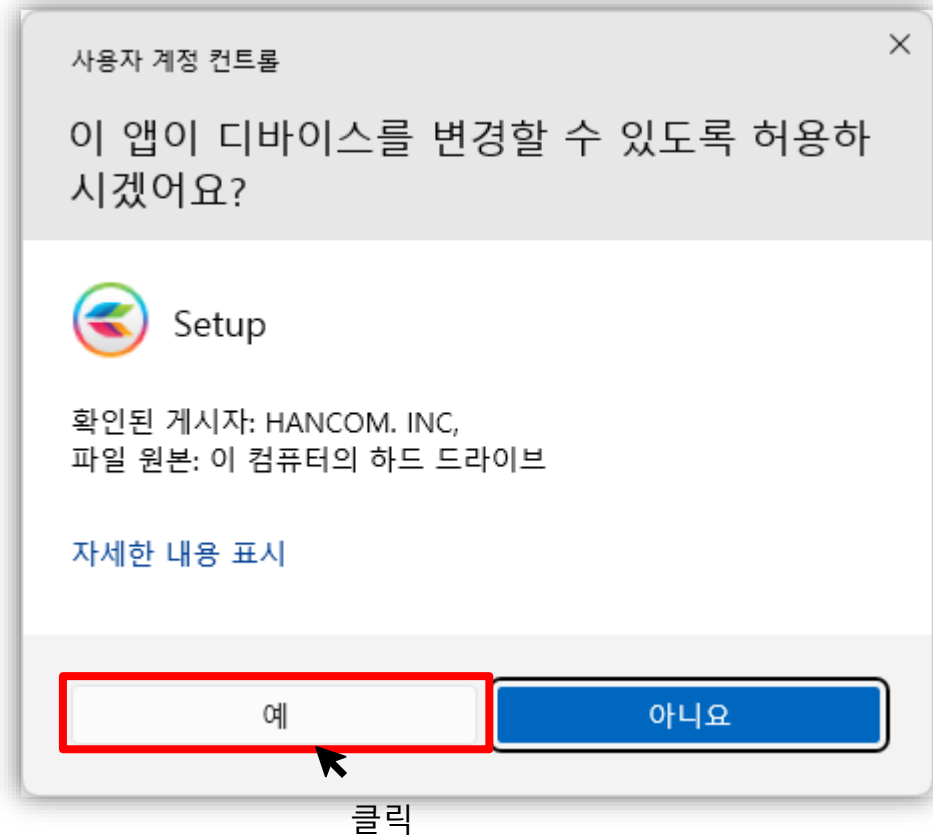 사용자 계정 컨트롤
이 앱이 디바이스를 변경할 수 있도록 허용하
시겠어요?
Setup
확인된 게시자: HANCOM. INC,
파일 원본: 이 컴퓨터의 하드 드라이브
자세한 내용 표시
예
아니요
클릭